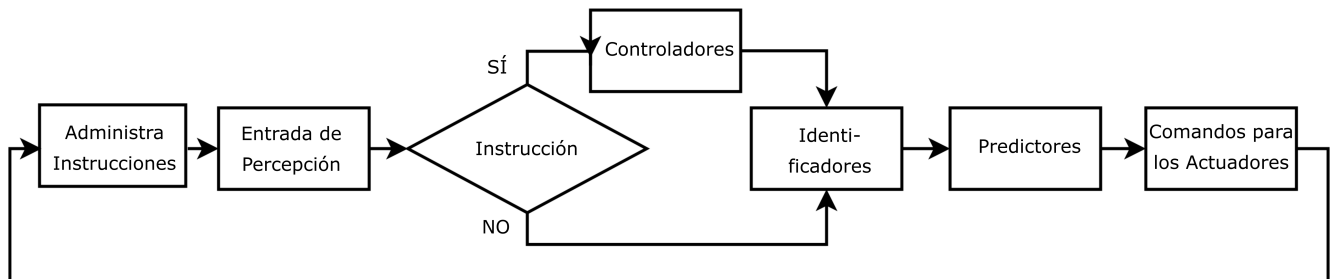 Administra
Instrucciones
Entrada de
Percepción
Instrucción
SÍ
NO
Controladores
Identi-
ficadores
Predictores
Comandos para
los Actuadores